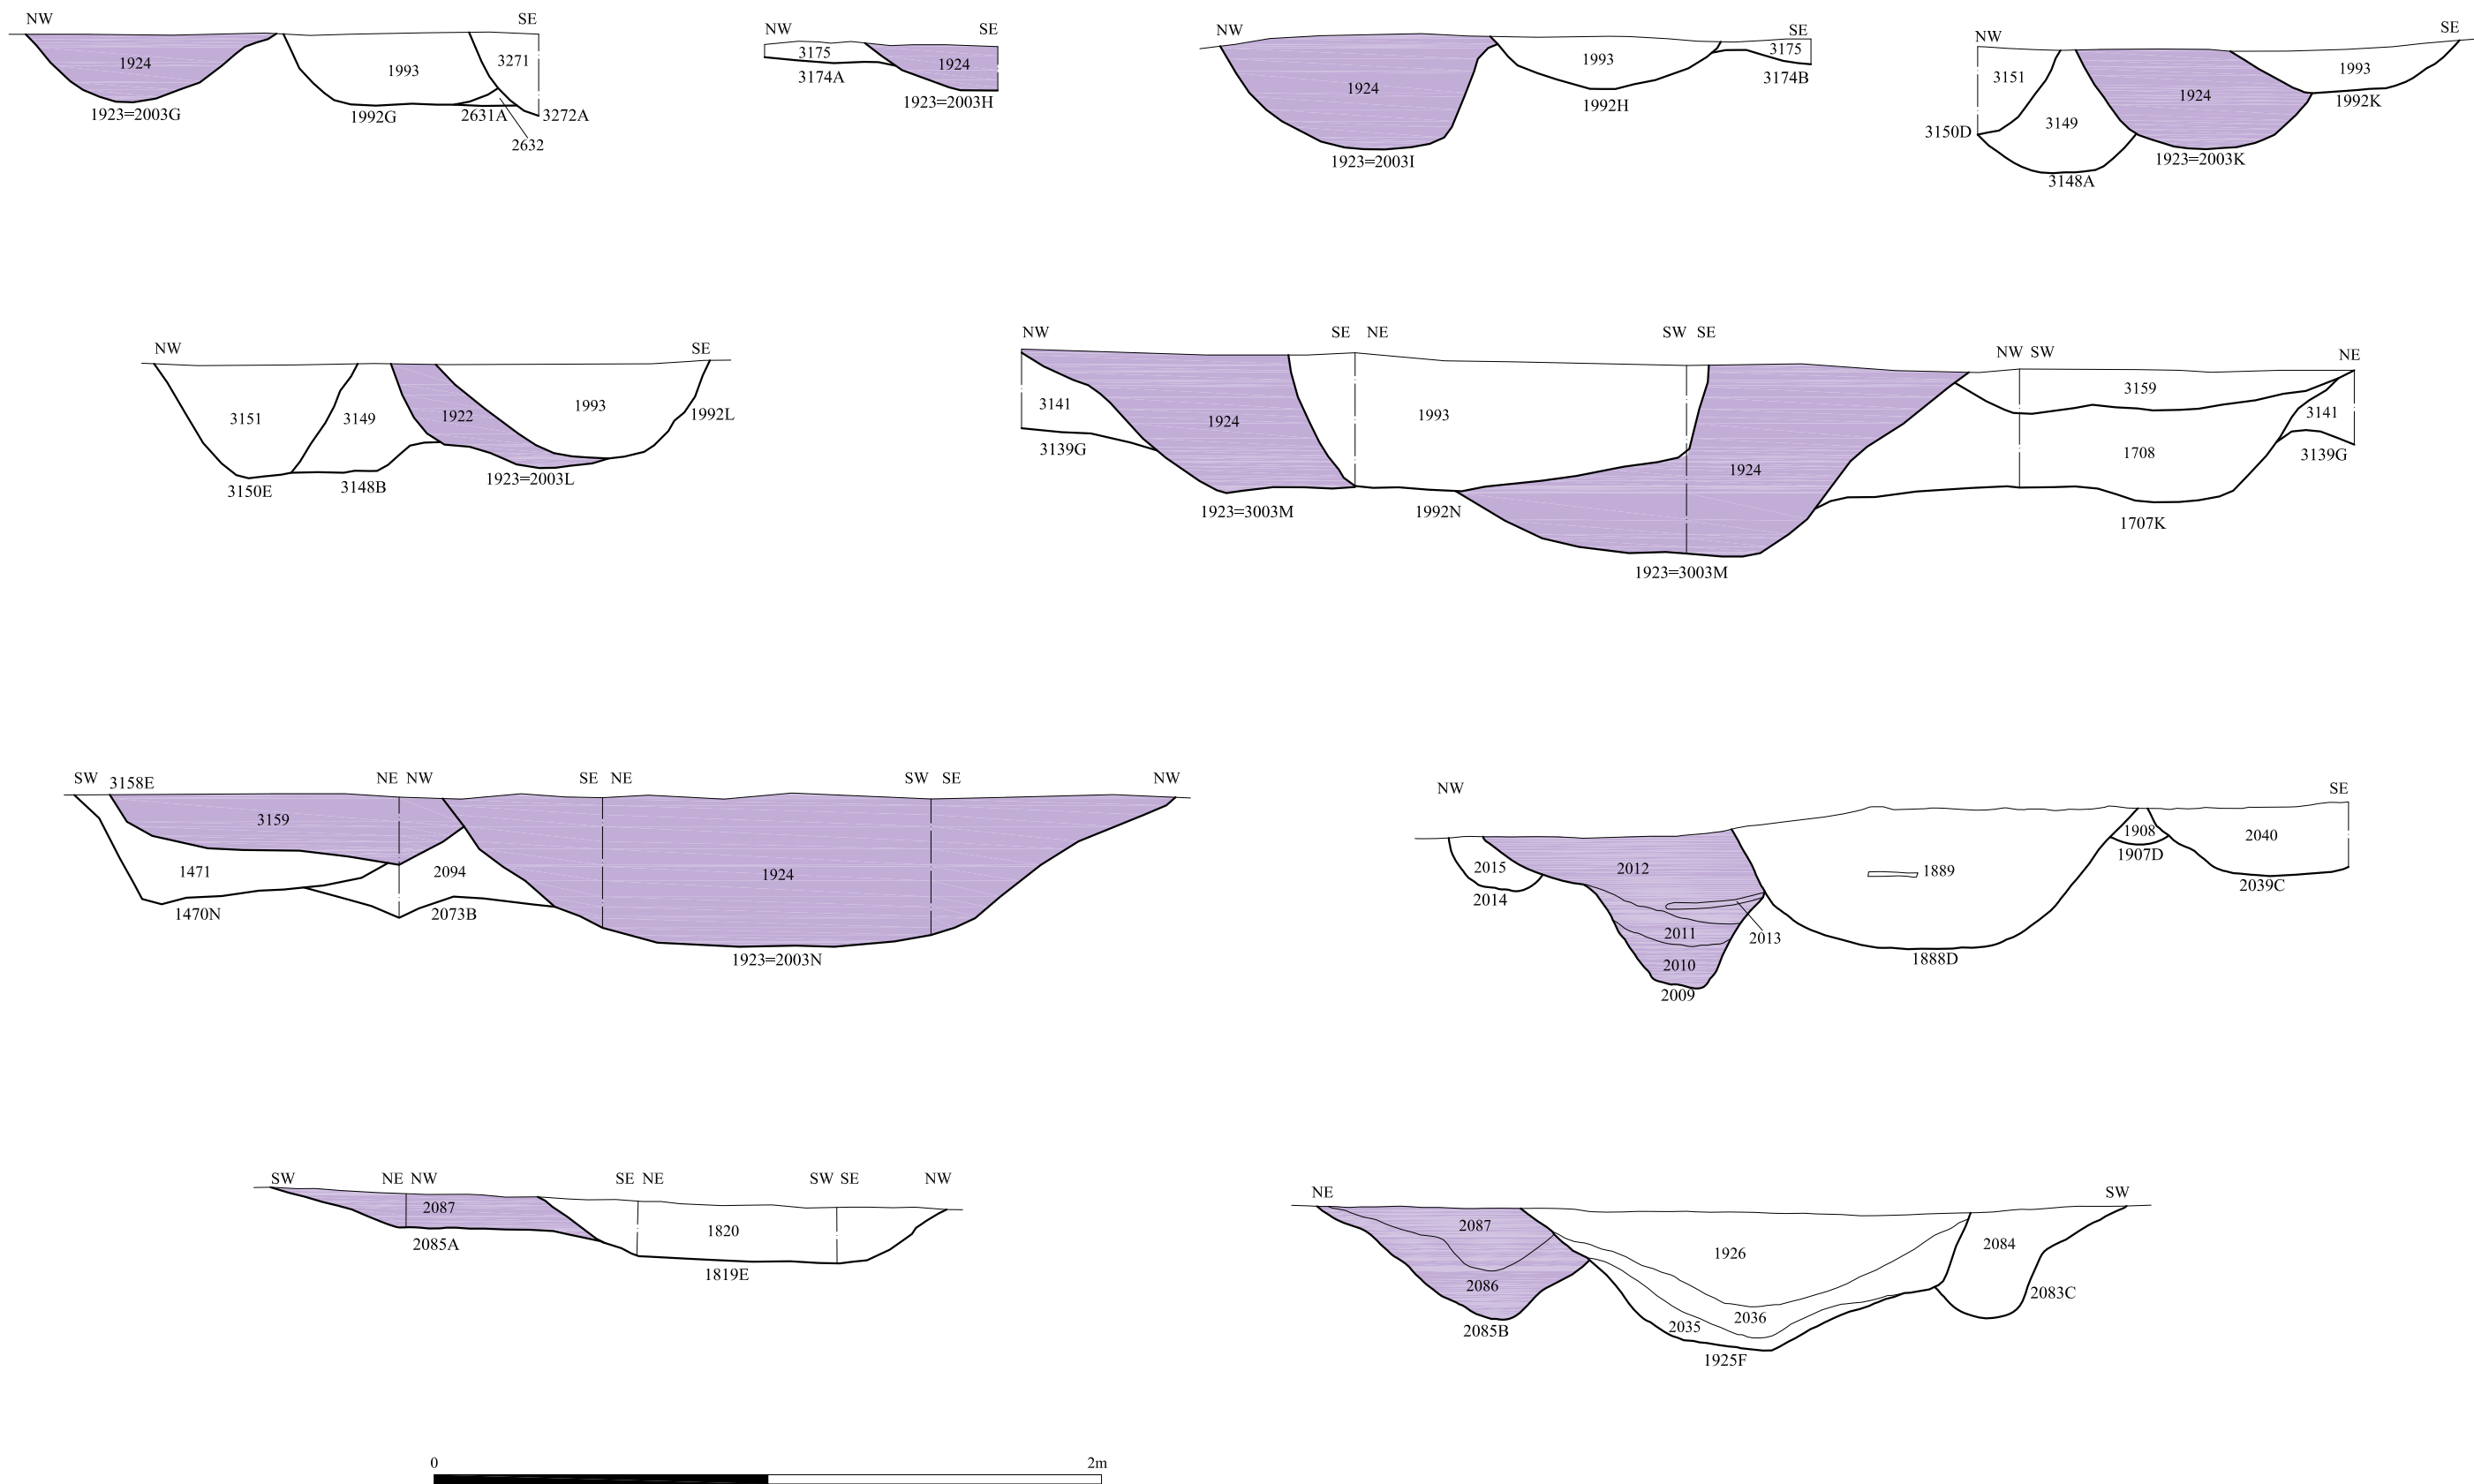 NW SE
1924
1993
3271
1923=2003G
1992G
2631A
3272A
2632
NW SE
3175
1924
3174A
1923=2003H
NW SE
1924
1993
3175
3174B
1992H
1923=2003I
NW SE
3151
1924
1993
3149
3150D
1992K
1923=2003K
3148A
NW SE
3151
3149
1922
1993
1992L
3150E
3148B
1923=2003L
NW SE NE SW SE NW SW NE
3141
1924
1993
1924
3159
3141
1708
3139G
3139G
1923=3003M
1992N
1707K
1923=3003M
SW 3158E NE NW SE NE SW SE NW
3159
1471
2094
1924
1470N
2073B
1923=2003N
NW SE
2015
2012
1889
1908
2040
1907D
2039C
2014
2011
2013
2010
1888D
2009
SW NE NW SE NE SW SE NW
2087
1820
2085A
1819E
NE SW
2087
1926
2084
2086
2083C
2036
2035
2085B
1925F
0 2m